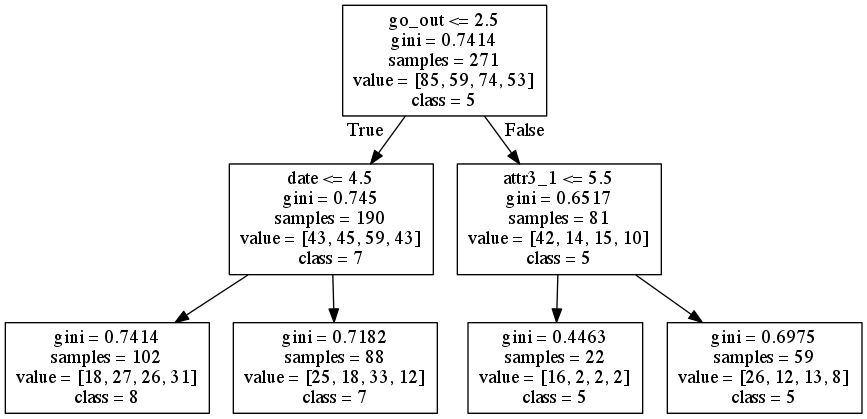 go_out <= 2.5
gini = 0.7414
samples = 271
value = [85, 59, 74, 53]
class = 5
True
False
date <= 4.5
gini = 0.745
samples = 190
value = [43, 45, 59, 43]
class = 7
attr3_1 <= 5.5
gini = 0.6517
samples = 81
value = [42, 14, 15, 10]
class = 5
gini = 0.7414
samples = 102
value = [18, 27, 26, 31]
class = 8
gini = 0.7182
samples = 88
value = [25, 18, 33, 12]
class = 7
gini = 0.4463
samples = 22
value = [16, 2, 2, 2]
class = 5
gini = 0.6975
samples = 59
value = [26, 12, 13, 8]
class = 5